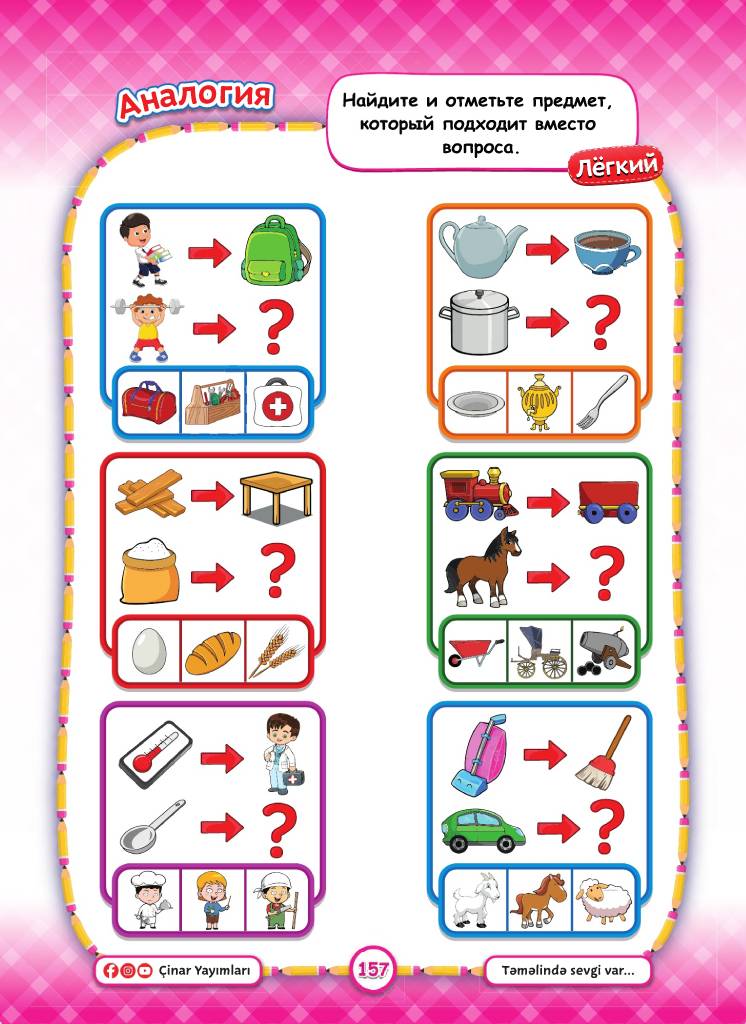 Аналогия
Найдите и отметьте предмет,
который подходит вместо
вопроса.
Лёгкий
?
?
?
?
?
?
Çinar Yayımları
157
Təməlində sevgi var...